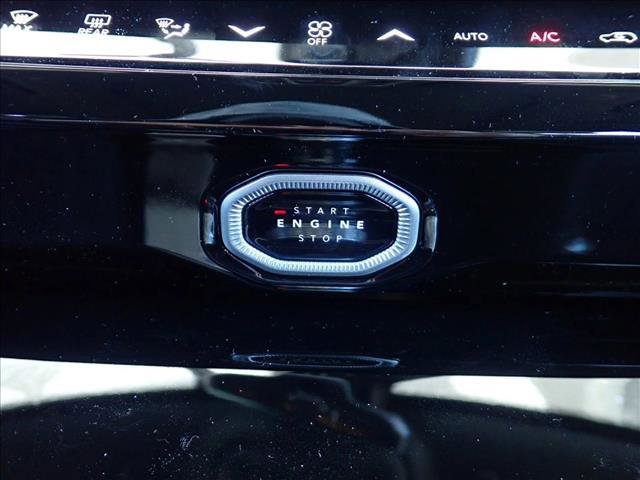 MAX REAR OFF AUTO A/C
START
ENGINE
STOP